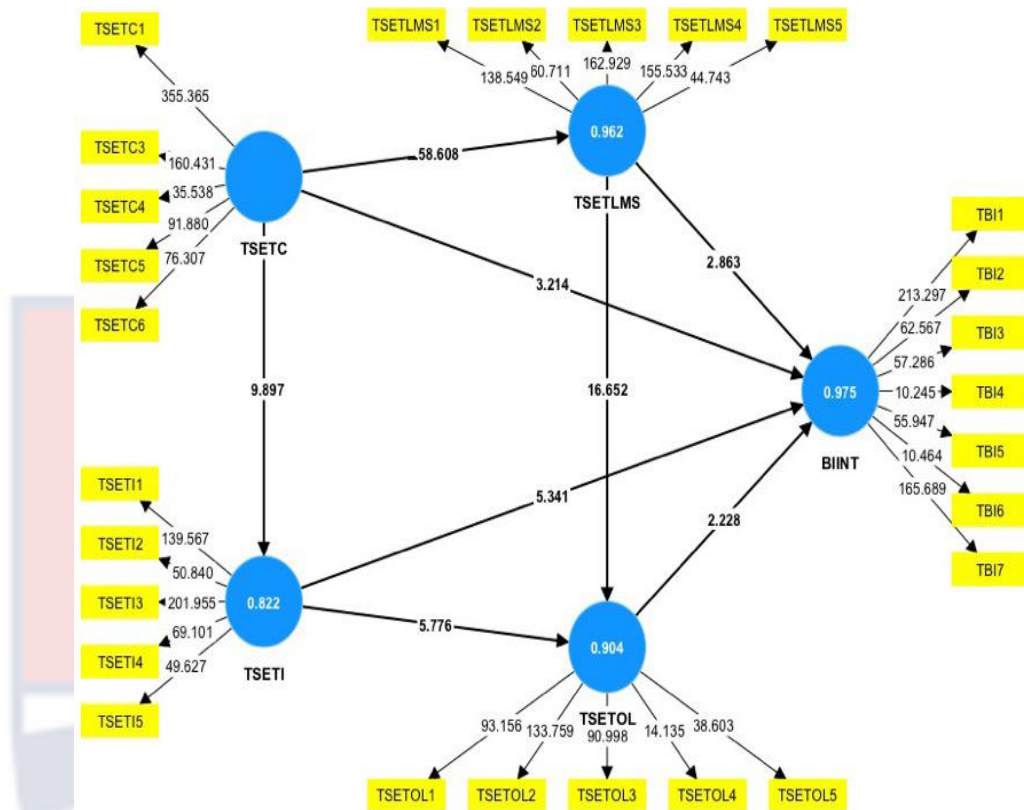 TSETC1
TSETLMS1
TSETLMS2
TSETLMS3
TSETLMS4
TSETLMS5
138.549
60.711
162.929
155.533
44.743
355.365
TSETC3
160.431
TSETC4
35.538
TSETC5
91.880
TSETC6
76.307
TSETC
58.608
0.962
TSETLMS
3.214
2.863
9.897
16.652
TBI1
TBI2
TBI3
TBI4
TBI5
TBI6
TBI7
213.297
62.567
57.286
10.245
55.947
10.464
165.689
0.975
BIINT
TSETI1
TSETI2
TSETI3
TSETI4
TSETI5
139.567
50.840
201.955
69.101
49.627
0.822
TSETI
5.341
5.776
2.228
0.904
TSETOL
93.156
133.759
90.998
14.135
38.603
TSETOL1
TSETOL2
TSETOL3
TSETOL4
TSETOL5